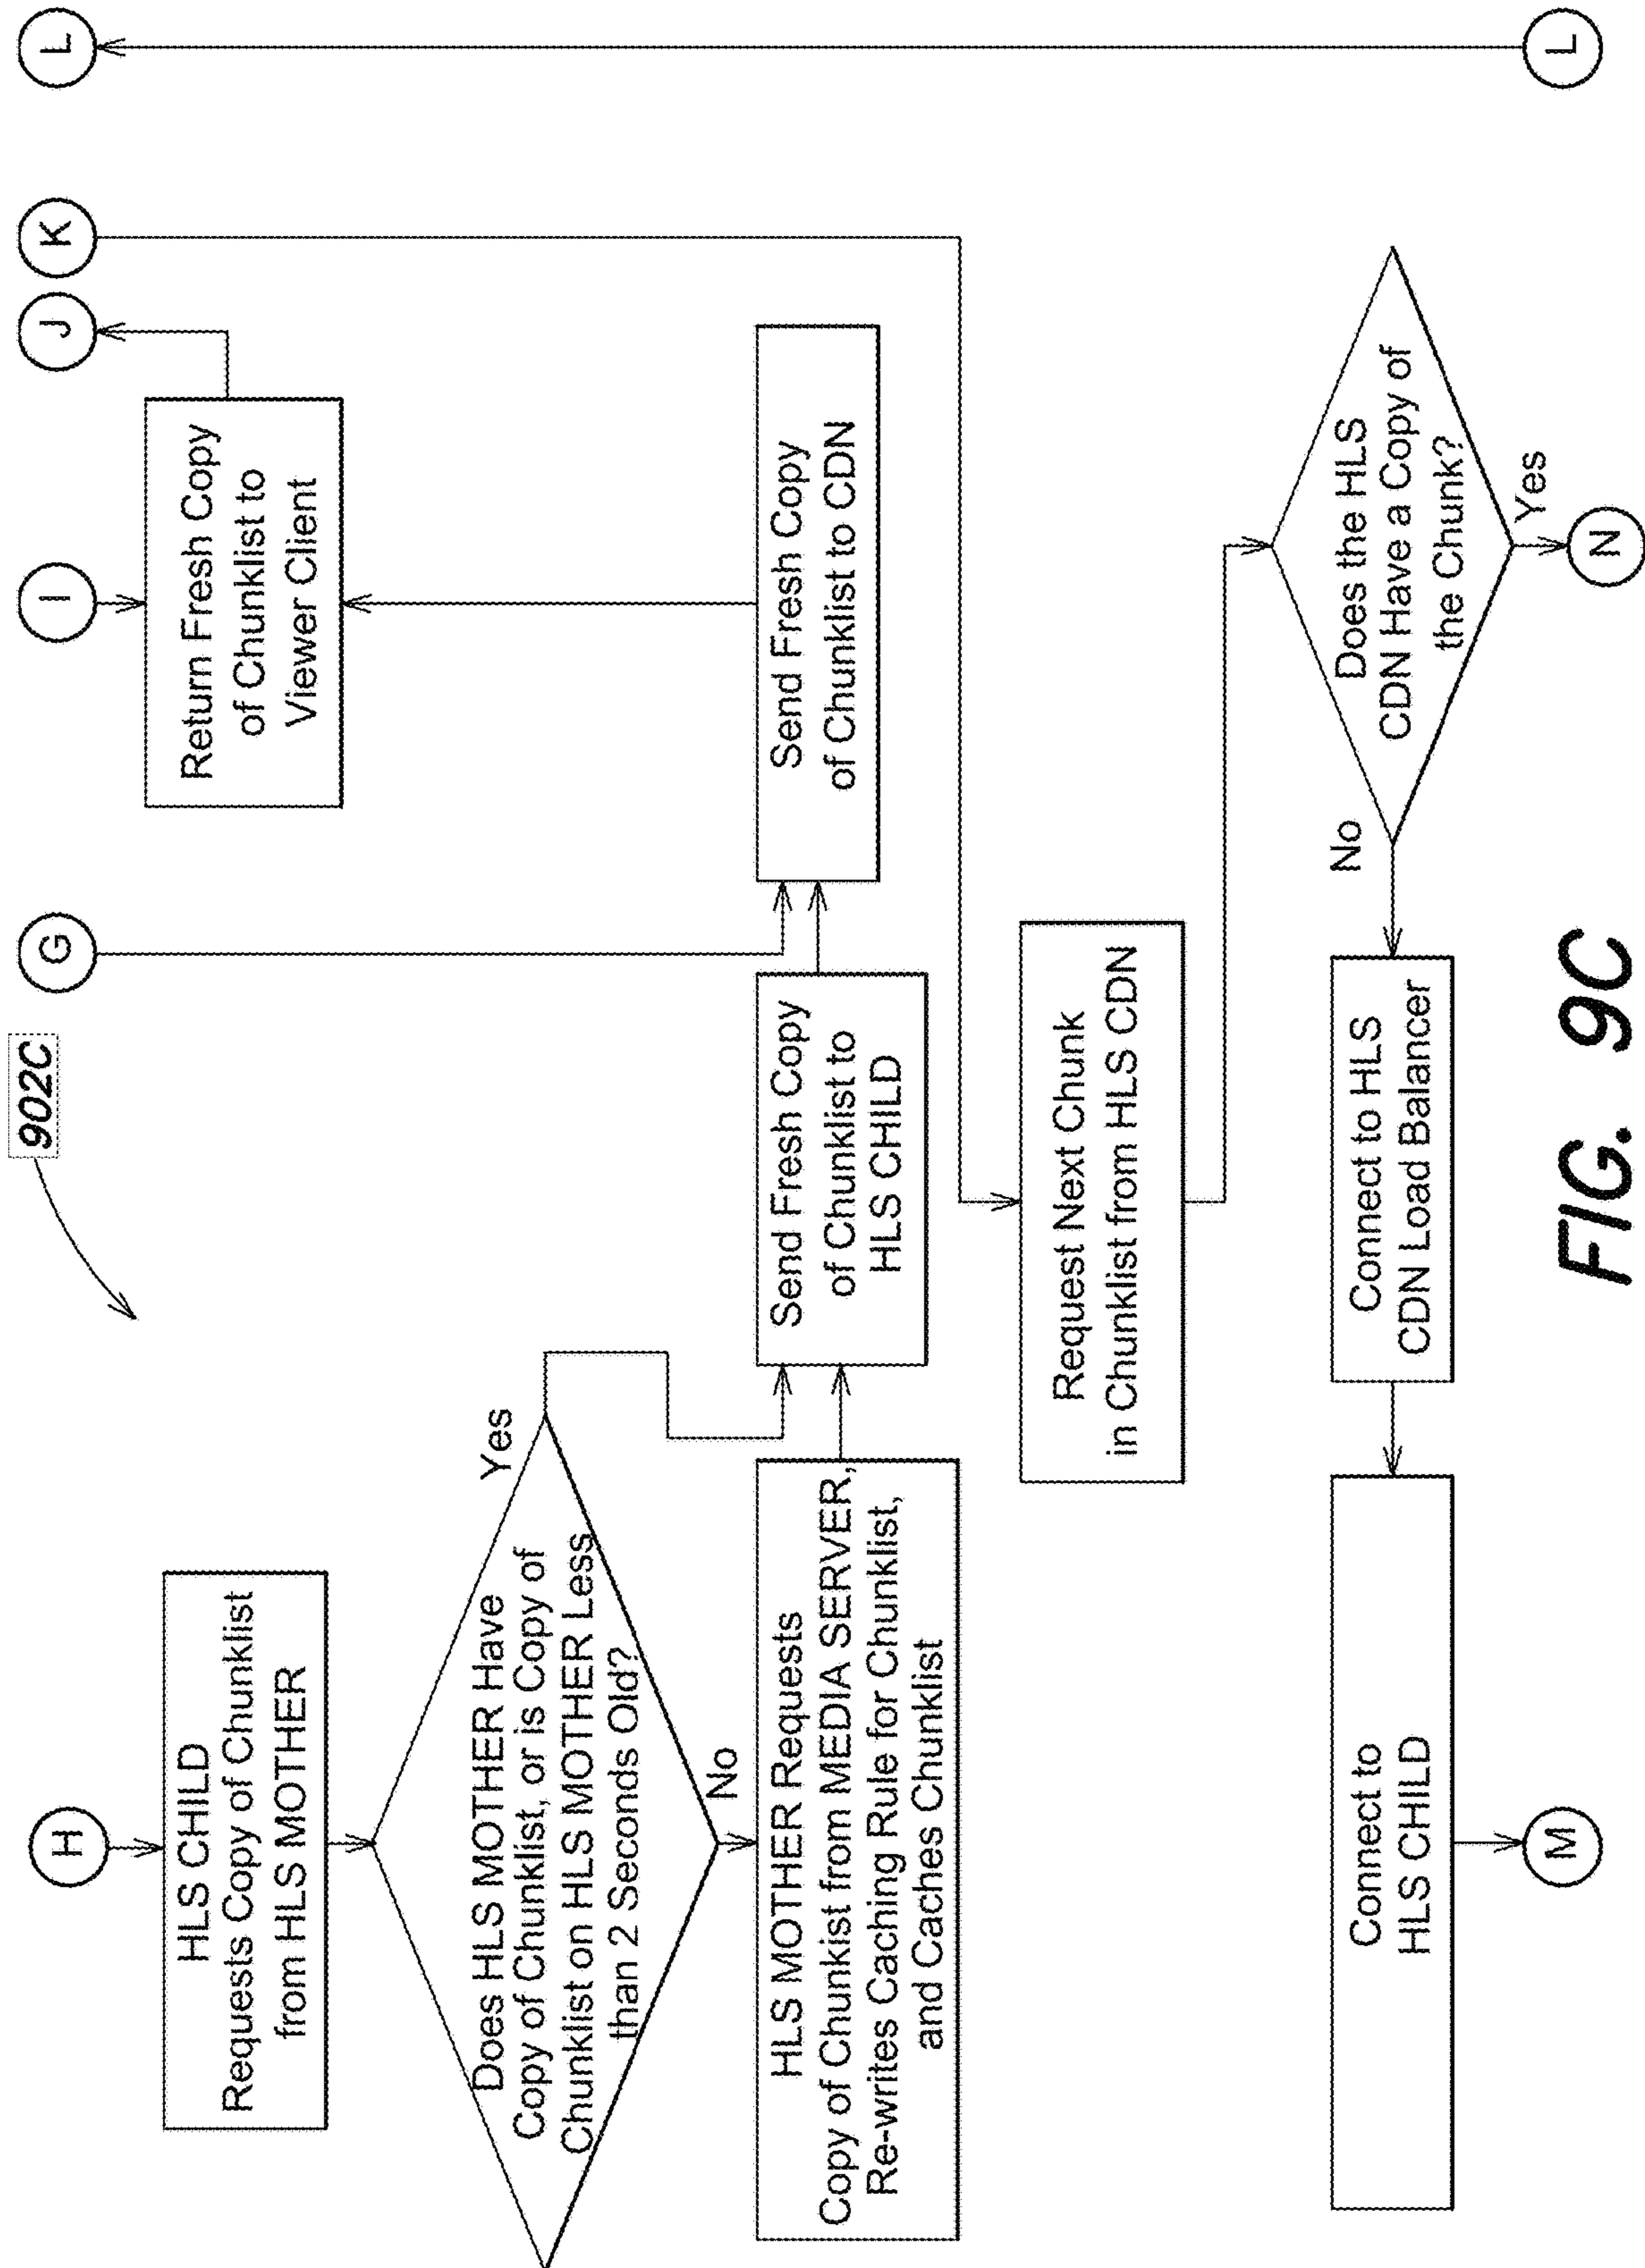 902C
H
G
I
J
K
L
HLS CHILD
Requests Copy of Chunklist
from HLS MOTHER
Return Fresh Copy
of Chunklist to
Viewer Client
Does HLS MOTHER Have
Copy of Chunklist, or is Copy of
Chunklist on HLS MOTHER Less
than 2 Seconds Old?
Yes
No
HLS MOTHER Requests
Copy of Chunkist from MEDIA SERVER,
Re-writes Caching Rule for Chunklist,
and Caches Chunklist
Send Fresh Copy
of Chunklist to
HLS CHILD
Send Fresh Copy
of Chunklist to CDN
Request Next Chunk
in Chunklist from HLS CDN
Does the HLS
CDN Have a Copy of
the Chunk?
No
Yes
Connect to HLS
CDN Load Balancer
Connect to
HLS CHILD
M
N
L
FIG. 9C